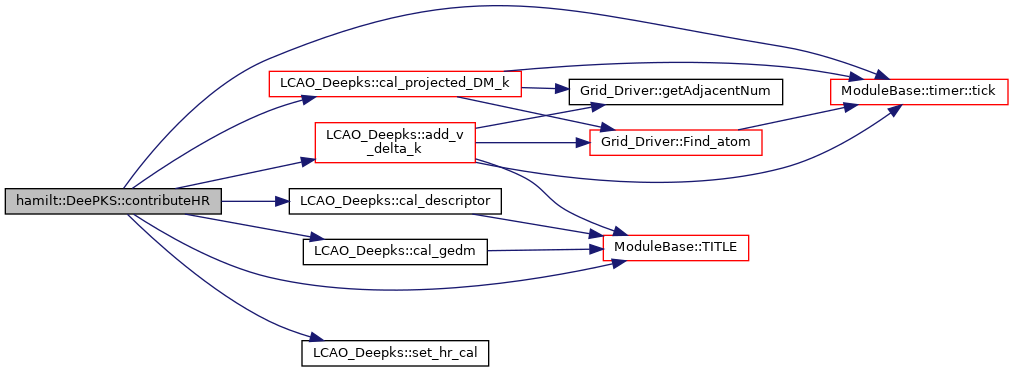 LCAO_Deepks::cal_projected_DM_k
Grid_Driver::getAdjacentNum
ModuleBase::timer::tick
LCAO_Deepks::add_v
_delta_k
Grid_Driver::Find_atom
hamilt::DeePKS::contributeHR
LCAO_Deepks::cal_descriptor
ModuleBase::TITLE
LCAO_Deepks::cal_gedm
LCAO_Deepks::set_hr_cal